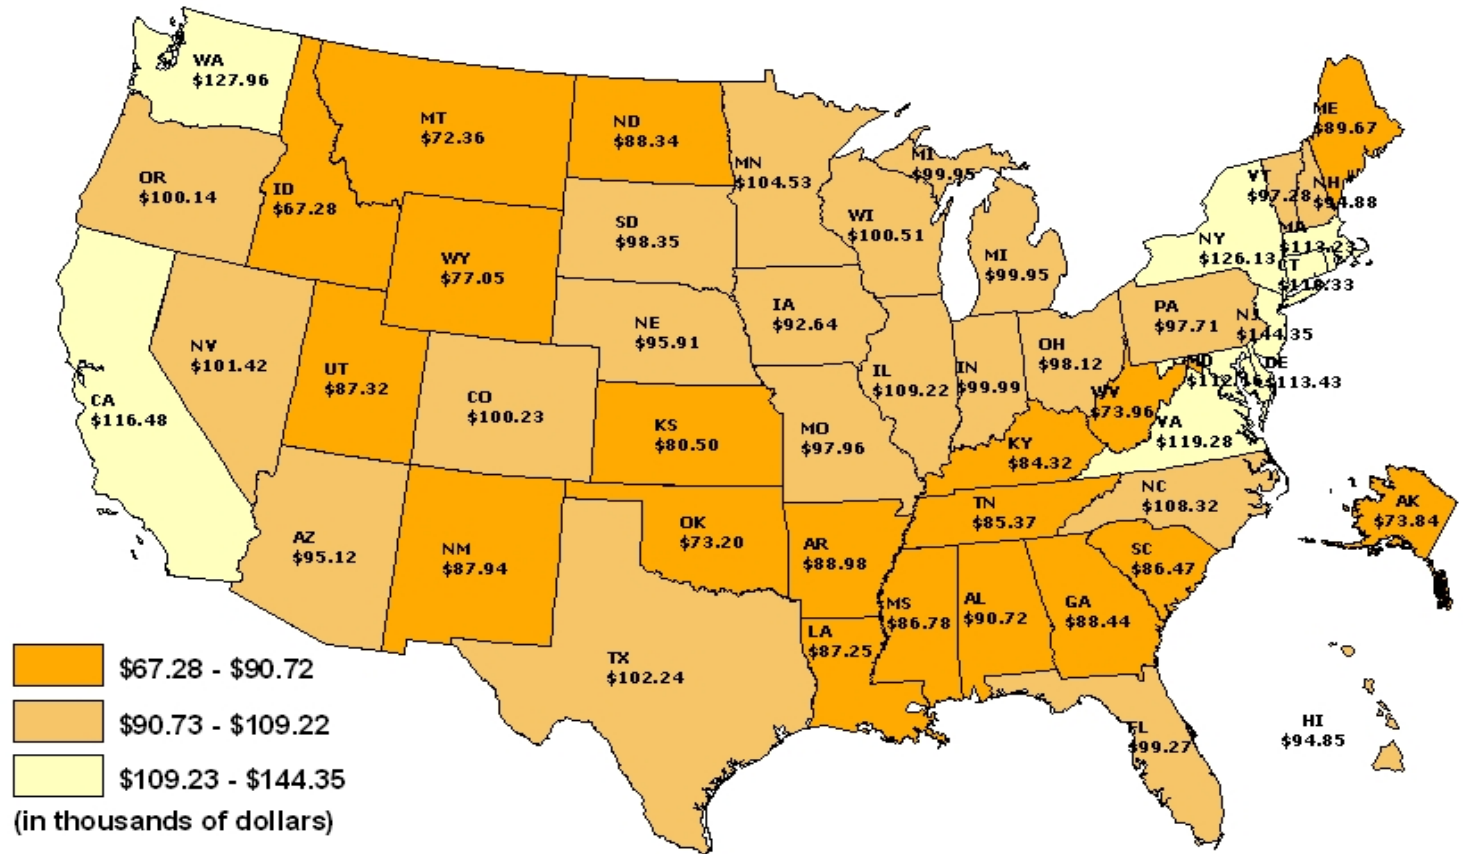 WA
$127.96
MT
$72.36
ND
$88.34
ME
$89.67
OR
$100.14
ID
$67.28
MN
$104.53
MI
$99.95
VT
$97.28
NH
$94.88
SD
$98.35
WI
$100.51
WY
$77.05
MI
$99.95
NY
$126.13
MA
$113.23
CT
NE
$95.91
IA
$92.64
PA
$97.71
NJ
$144.35
NV
$101.42
UT
$87.32
CO
$100.23
IL
$109.22
IN
$99.99
OH
$98.12
MD
DE
$113.43
CA
$116.48
KS
$80.50
MO
$97.96
WV
$73.96
VA
$119.28
KY
$84.32
NC
$108.32
AZ
$95.12
NM
$87.94
OK
$73.20
AR
$88.98
TN
$85.37
SC
$86.47
AK
$73.84
MS
$86.78
AL
$90.72
GA
$88.44
LA
$87.25
TX
$102.24
FL
$99.27
HI
$94.85
$67.28 - $90.72
$90.73 - $109.22
$109.23 - $144.35
(in thousands of dollars)